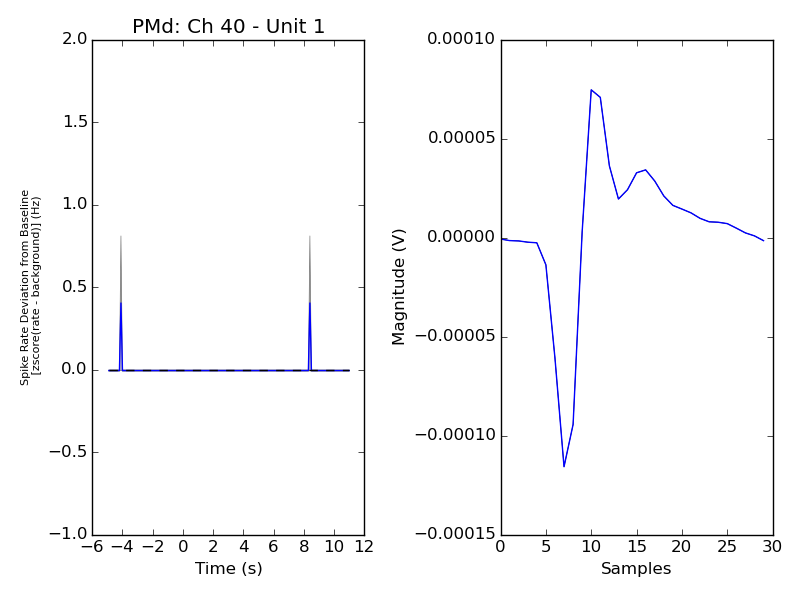 PMd: Ch 40 - Unit 1
2.0
1.5
1.0
0.5
0.0
−0.5
−1.0
−6 −4 −2 0 2 4 6 8 10 12
Time (s)
Spike Rate Deviation from Baseline
[zscore(rate - background)] (Hz)
0.00010
0.00005
0.00000
−0.00005
−0.00010
−0.00015
0 5 10 15 20 25 30
Samples
Magnitude (V)